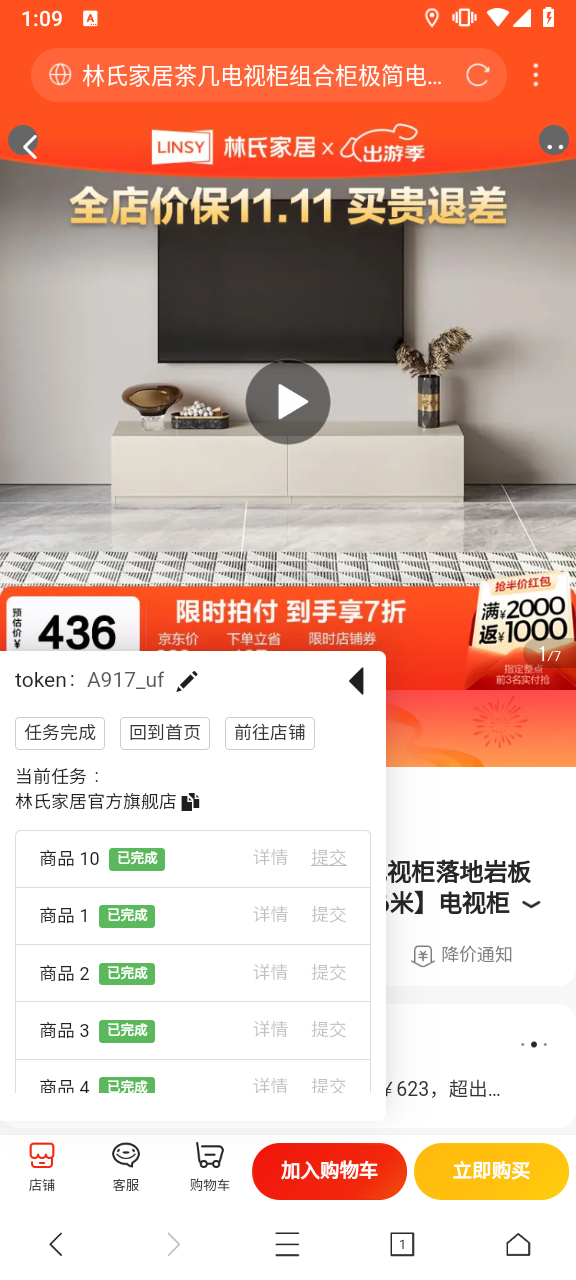 1:09
A
林氏家居茶几电视柜组合柜极简电...
LINSY 林氏家居 x 出游季
全店价保11.11 买贵退差
抢半价红包
满¥2000
返¥1000
指定整点
前3名实付抢
预估价¥ 436
限时拍付 到手享7折
京东价 下单立省 限时店铺券
1/7
token： A917_uf
任务完成 回到首页 前往店铺
当前任务：
林氏家居官方旗舰店
商品 10 已完成 详情 提交
商品 1 已完成 详情 提交
商品 2 已完成 详情 提交
商品 3 已完成 详情 提交
商品 4 已完成 详情 提交
视柜落地岩板
米】电视柜
降价通知
¥623，超出...
店铺 客服 购物车 加入购物车 立即购买
1